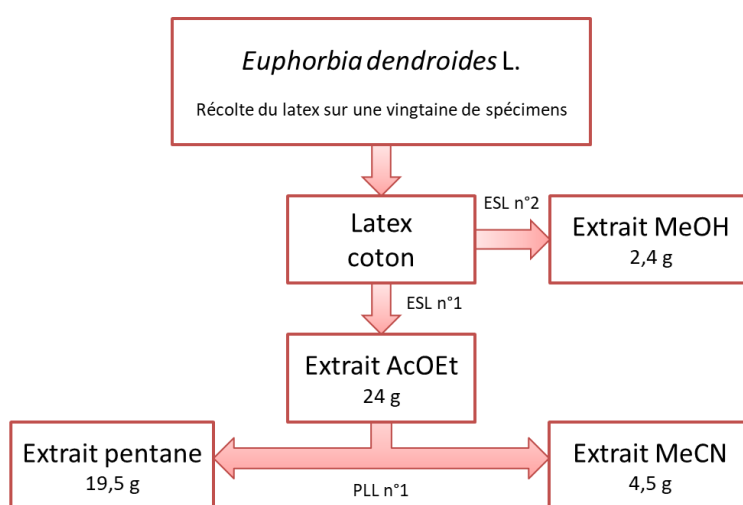 Euphorbia dendroides L.
Récolte du latex sur une vingtaine de spécimens
Latex
coton
ESL n°2
Extrait MeOH
2,4 g
ESL n°1
Extrait AcOEt
24 g
Extrait pentane
19,5 g
PLL n°1
Extrait MeCN
4,5 g